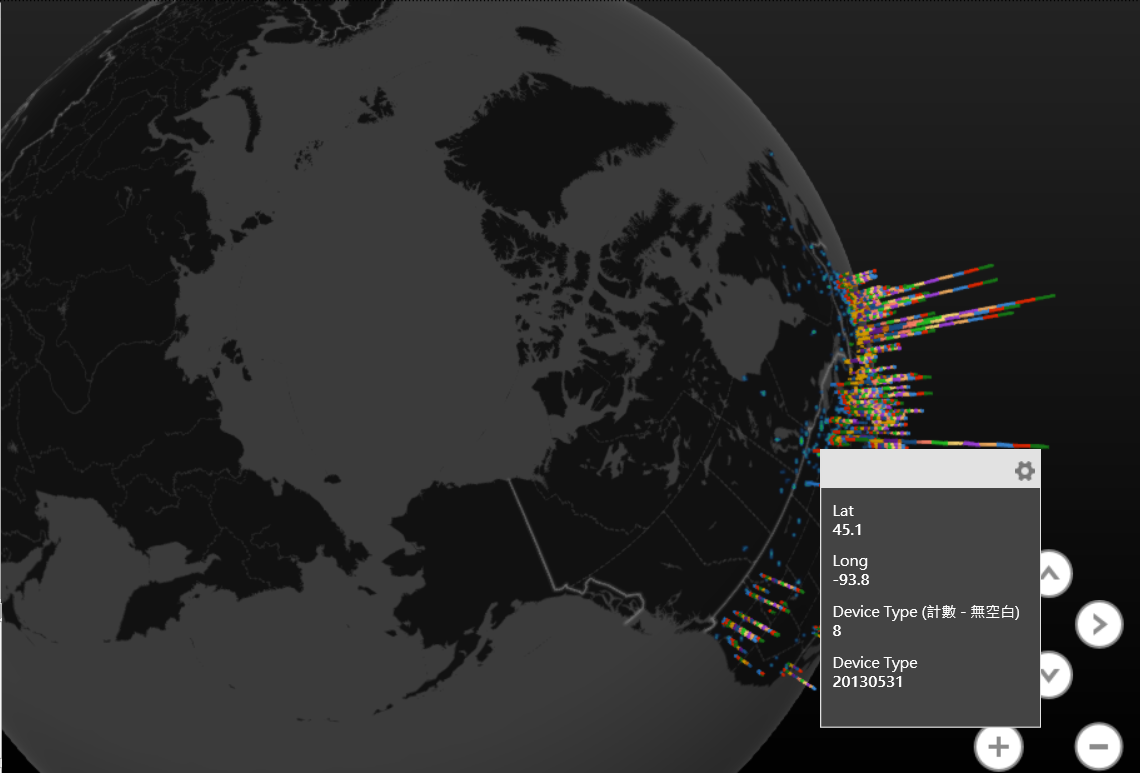 Lat
45.1
Long
-93.8
Device Type (計數 - 無空白)
8
Device Type
20130531